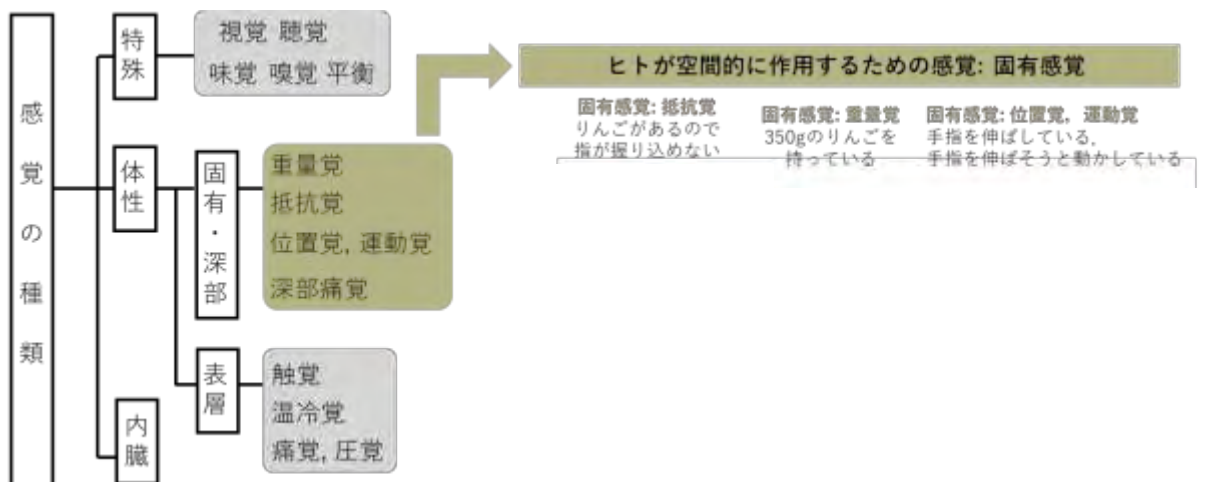 感覚の種類
特殊
視覚 聴覚
味覚 嗅覚 平衡
体性
固有・深部
重量覚
抵抗覚
位置覚, 運動覚
深部痛覚
表層
触覚
温冷覚
痛覚, 圧覚
内臓
ヒトが空間的に作用するための感覚: 固有感覚
固有感覚: 抵抗覚
りんごがあるので
指が握り込めない
固有感覚: 重量覚
350gのりんごを
持っている
固有感覚: 位置覚, 運動覚
手指を伸ばしている,
手指を伸ばそうと動かしている